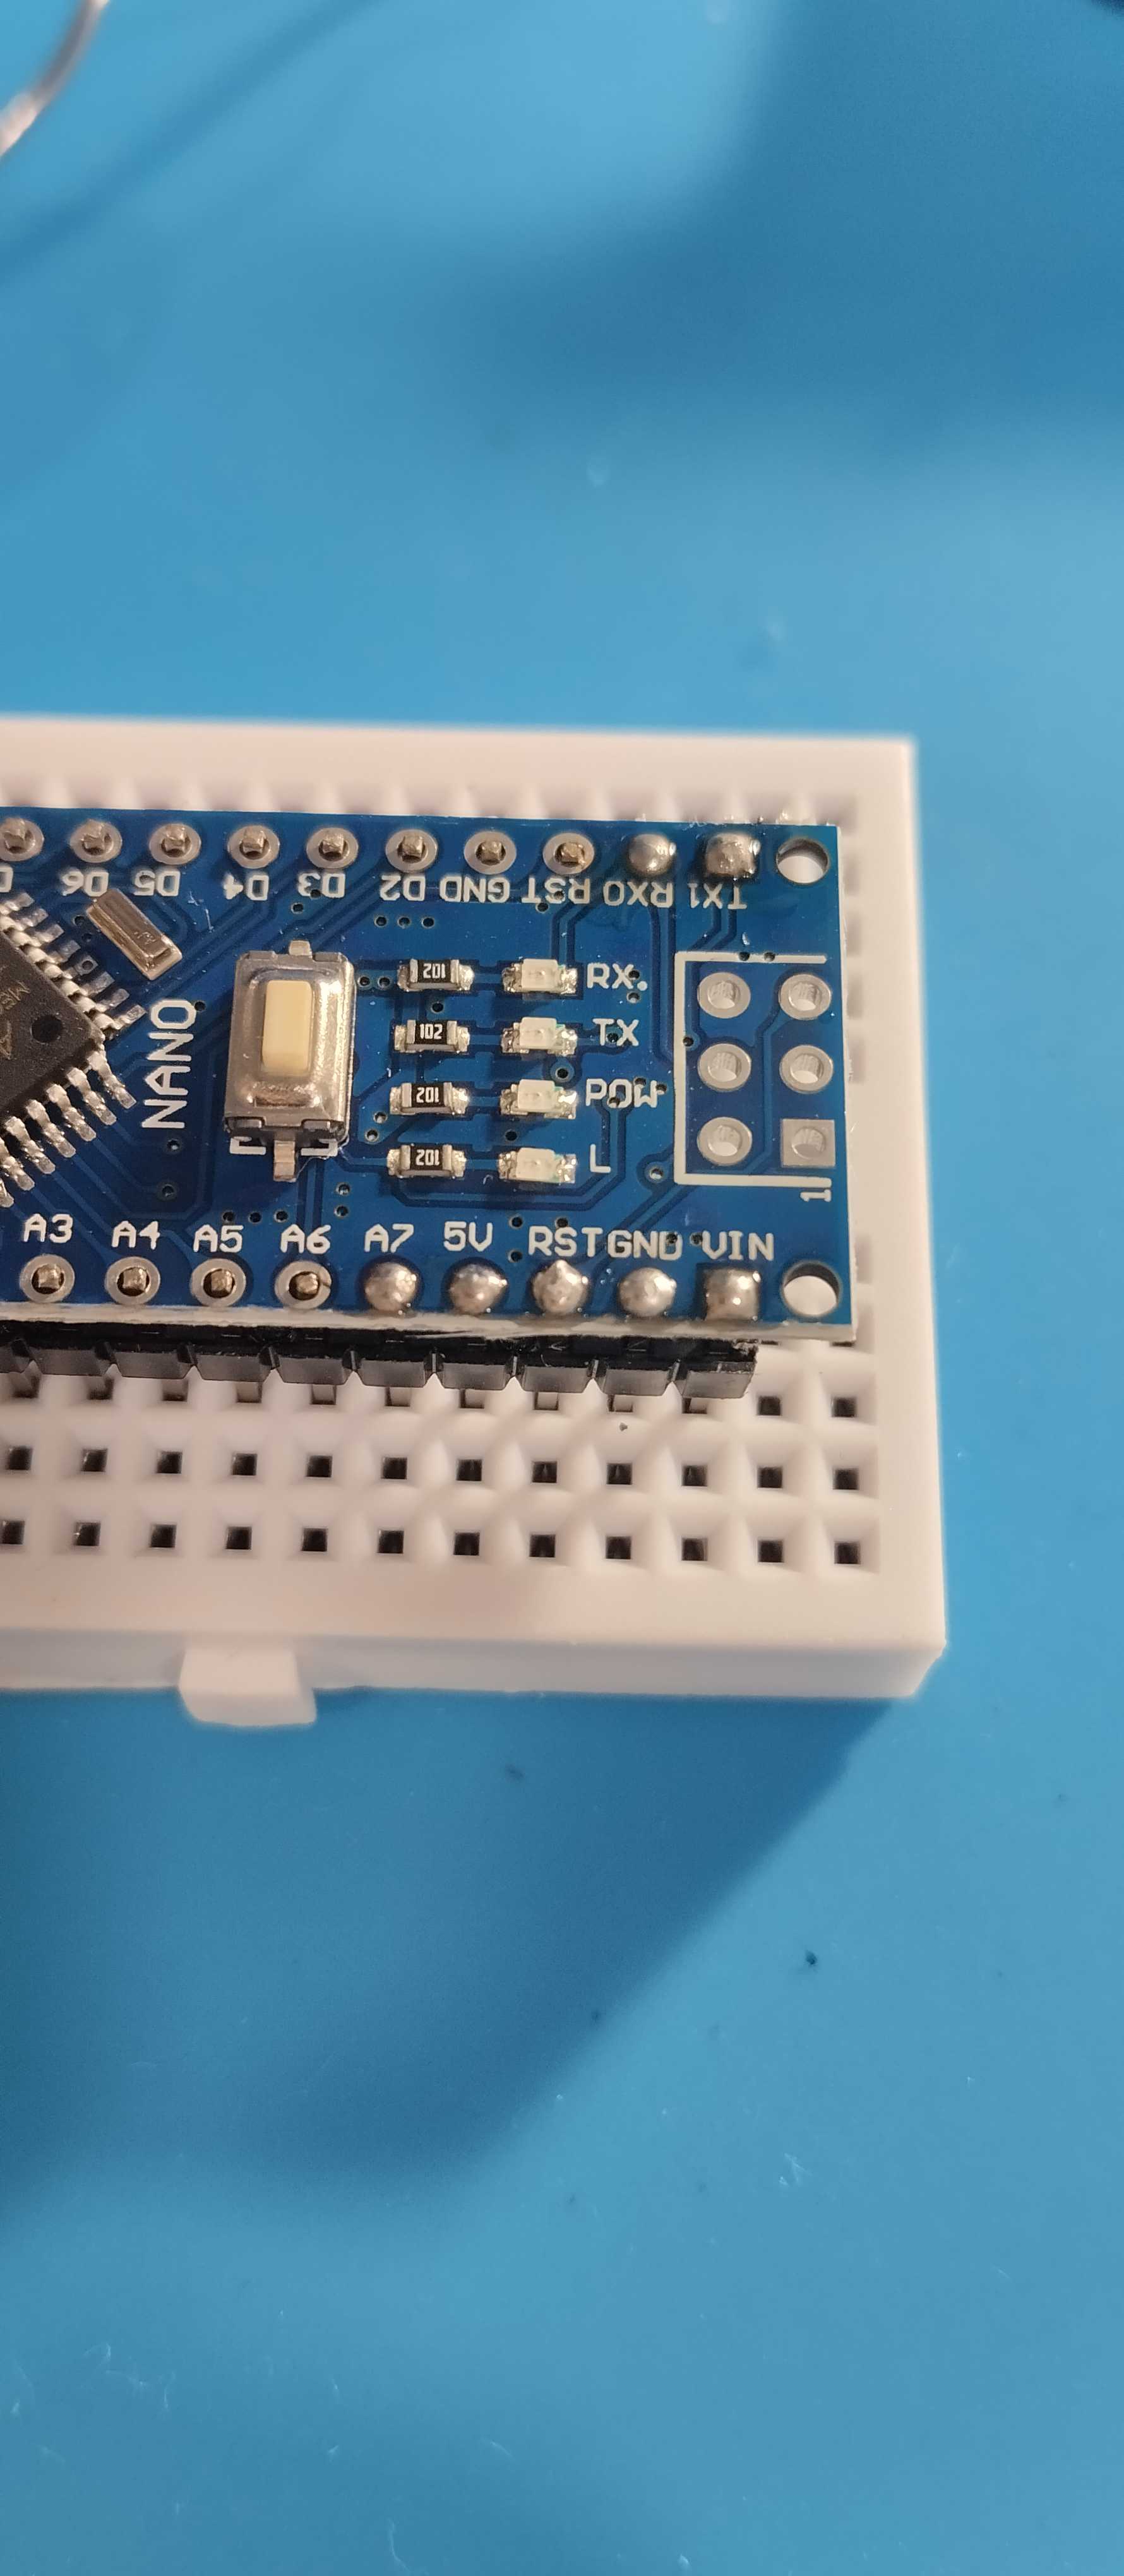 D6 D5 D4 D3 D2 GND RST RX0 TX1
NANO
102 RX
102 TX
102 POW
102 L
1
A3 A4 A5 A6 A7 5V RST GND VIN